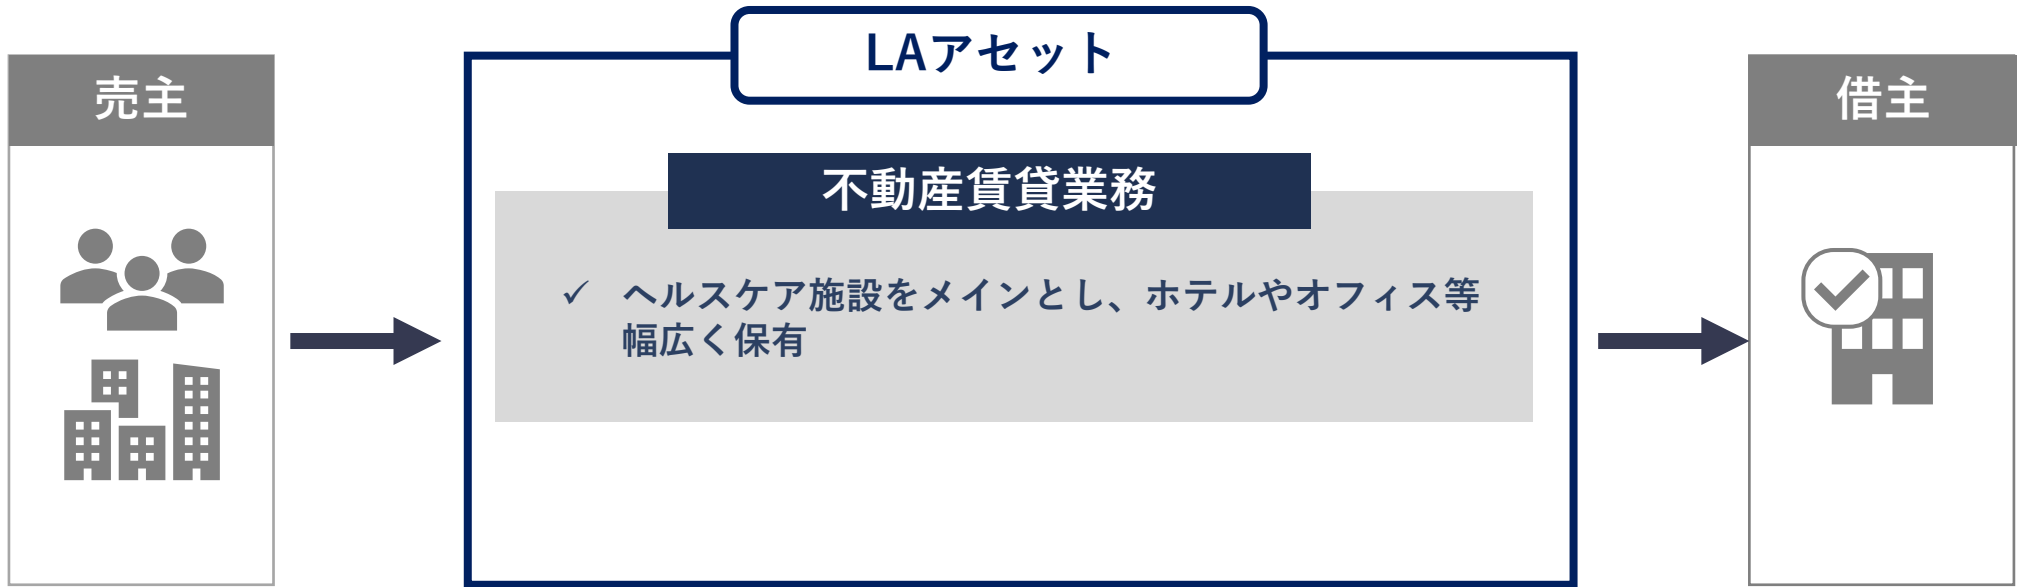 LAアセット
売主
借主
不動産賃貸業務
✓ ヘルスケア施設をメインとし、ホテルやオフィス等
幅広く保有